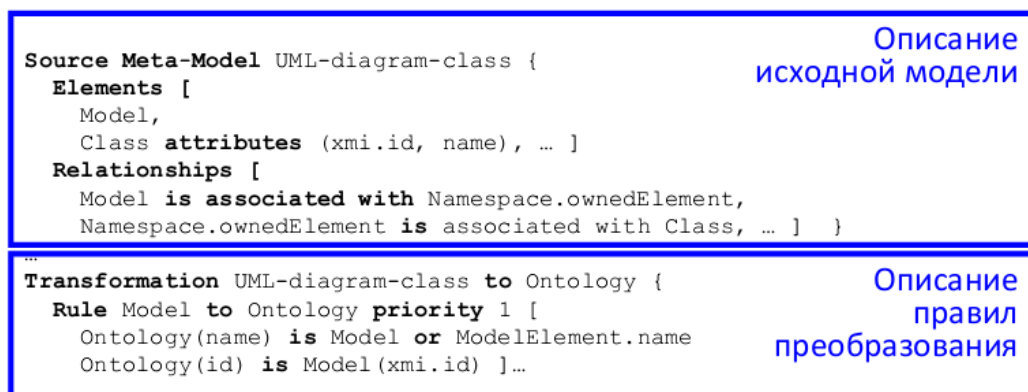 Описание
исходной модели
Source Meta-Model UML-diagram-class {
Elements [
Model,
Class attributes (xmi.id, name), … ]
Relationships [
Model is associated with Namespace.ownedElement,
Namespace.ownedElement is associated with Class, … ] }
…
Описание
правил
преобразования
Transformation UML-diagram-class to Ontology {
Rule Model to Ontology priority 1 [
Ontology(name) is Model or ModelElement.name
Ontology(id) is Model(xmi.id) ]…